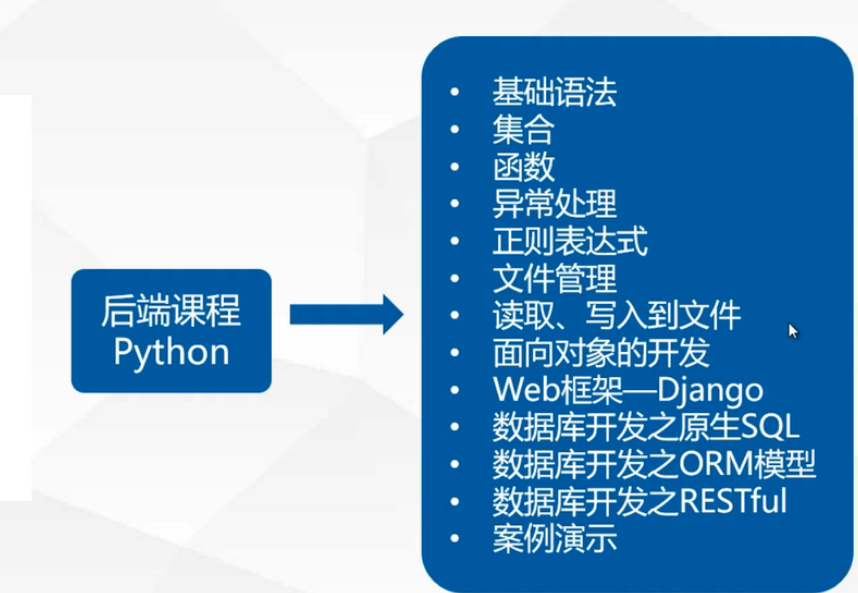 后端课程
Python
• 基础语法
• 集合
• 函数
• 异常处理
• 正则表达式
• 文件管理
• 读取、写入到文件
• 面向对象的开发
• Web框架—Django
• 数据库开发之原生SQL
• 数据库开发之ORM模型
• 数据库开发之RESTful
• 案例演示